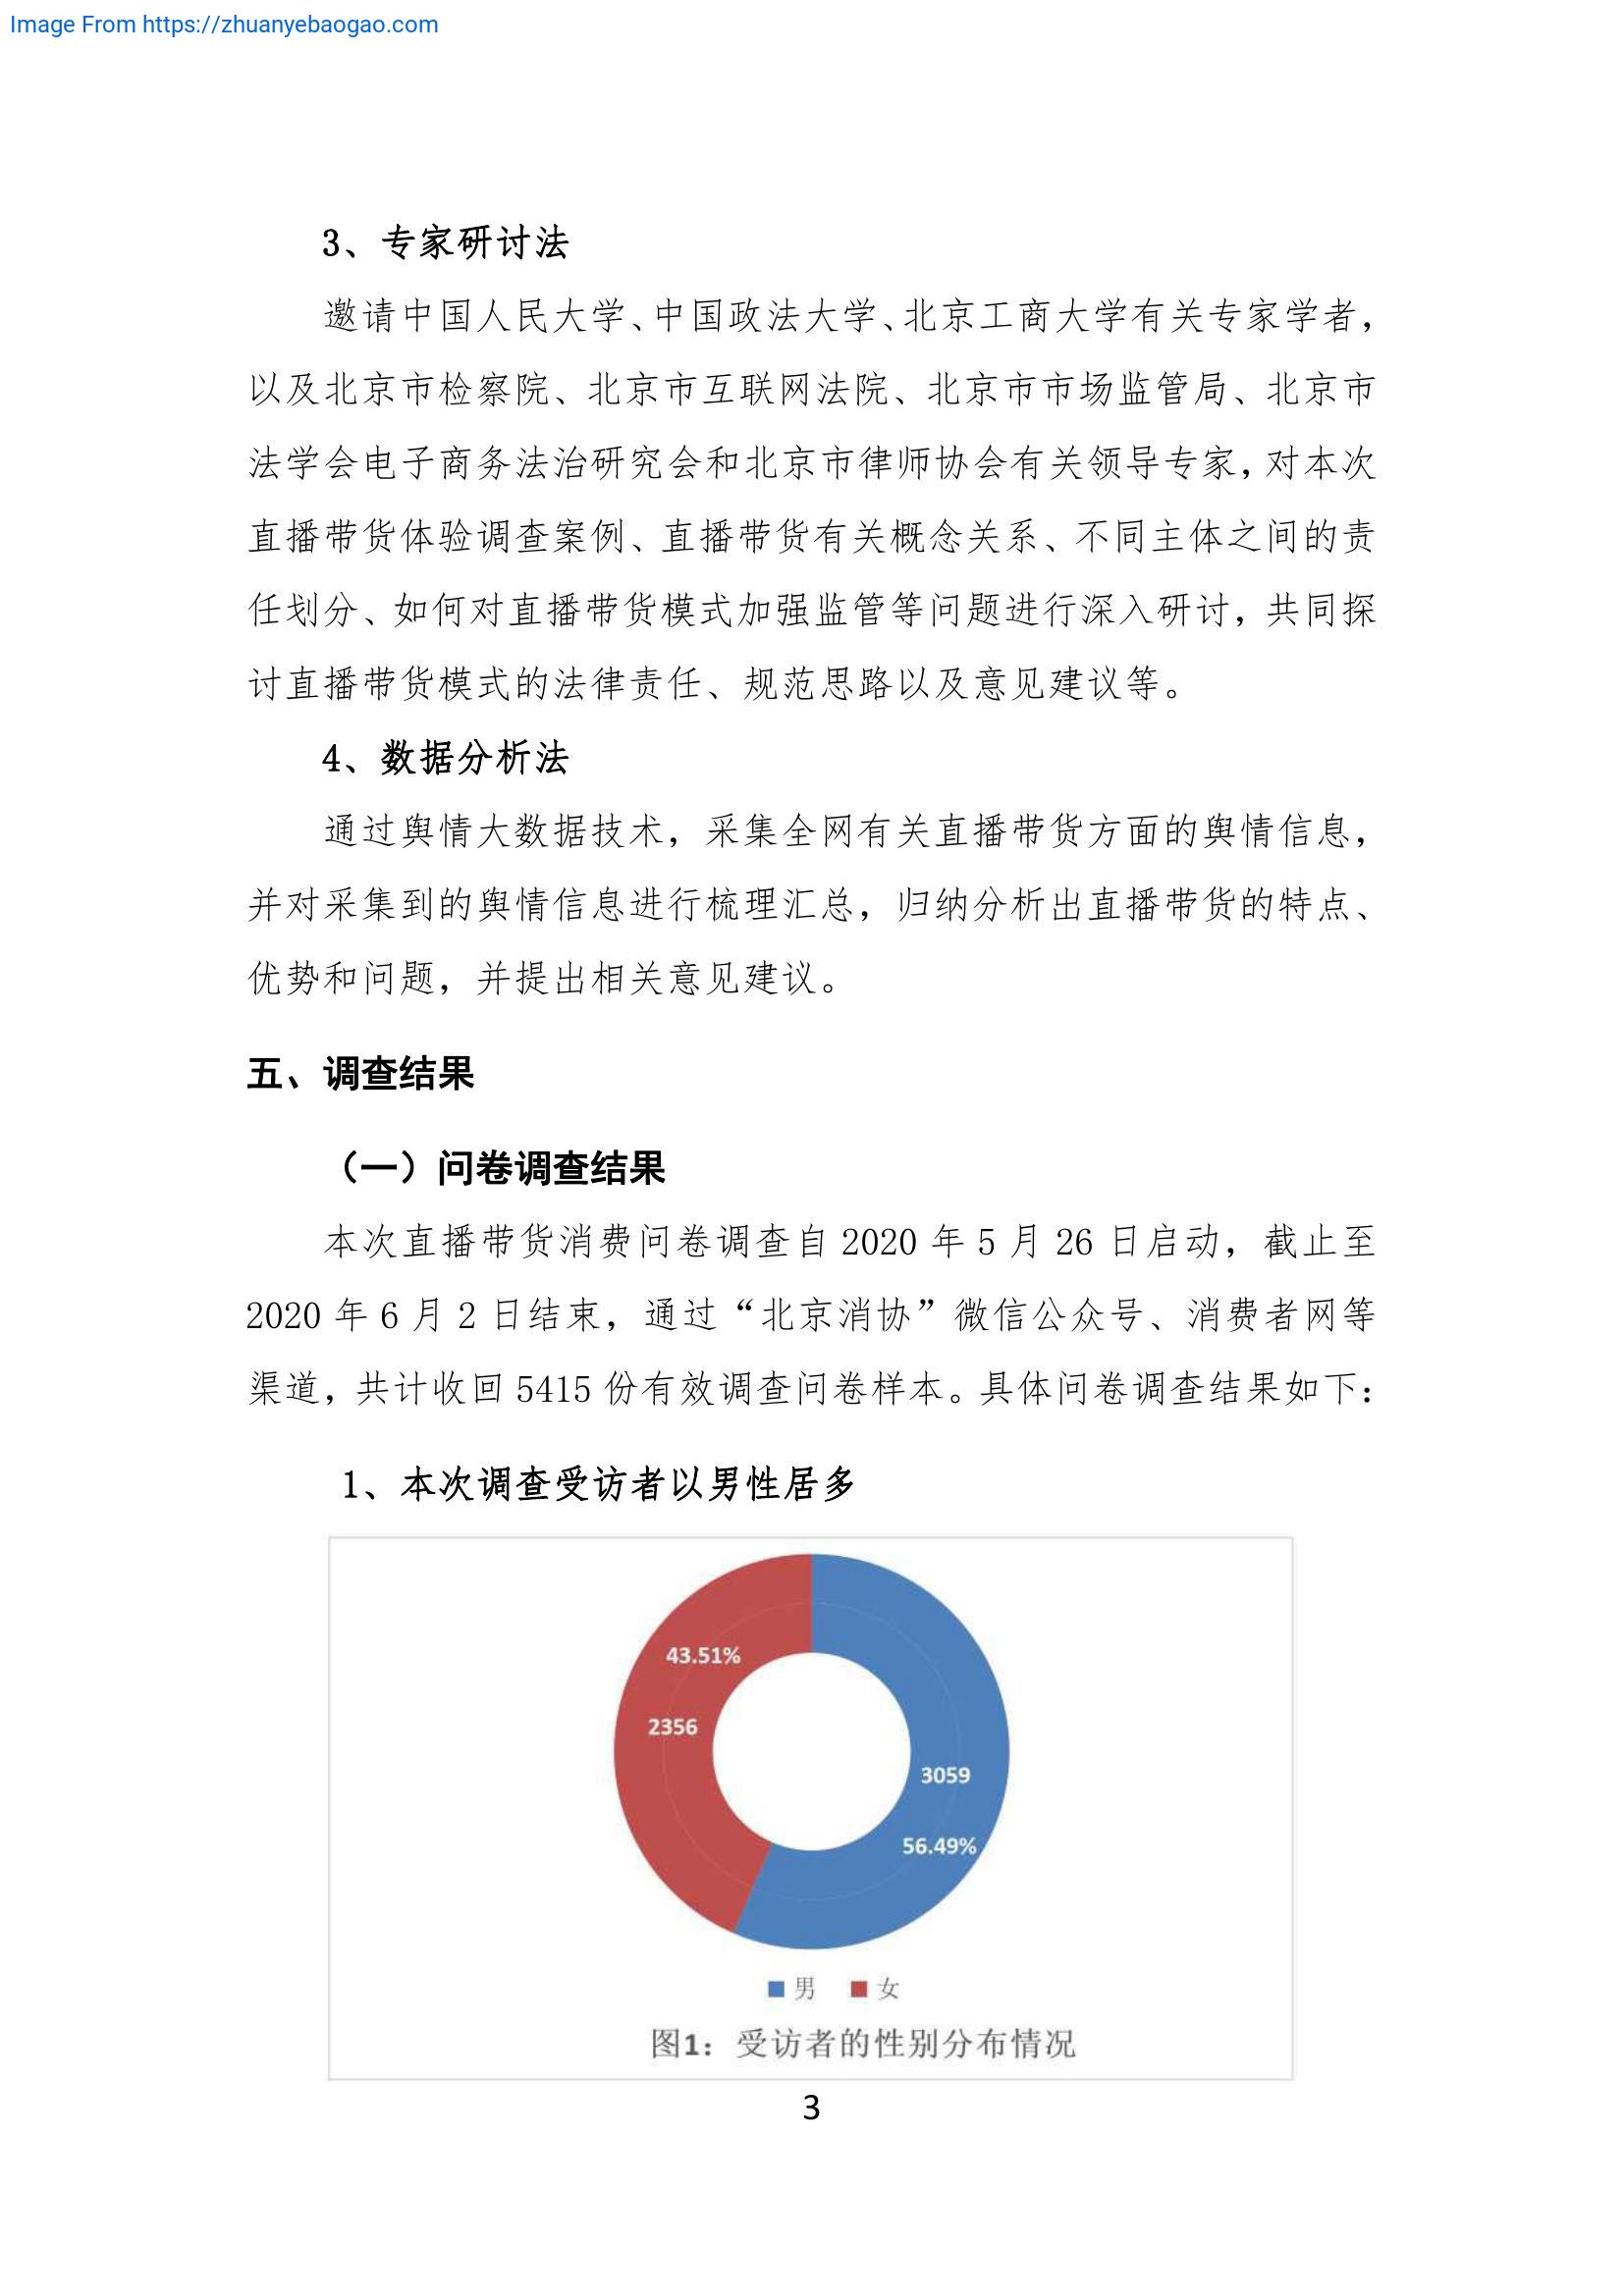 Image From https://zhuanyebaogao.com
3、专家研讨法
邀请中国人民大学、中国政法大学、北京工商大学有关专家学者，
以及北京市检察院、北京市互联网法院、北京市市场监管局、北京市
法学会电子商务法治研究会和北京市律师协会有关领导专家，对本次
直播带货体验调查案例、直播带货有关概念关系、不同主体之间的责
任划分、如何对直播带货模式加强监管等问题进行深入研讨，共同探
讨直播带货模式的法律责任、规范思路以及意见建议等。
4、数据分析法
通过舆情大数据技术，采集全网有关直播带货方面的舆情信息，
并对采集到的舆情信息进行梳理汇总，归纳分析出直播带货的特点、
优势和问题，并提出相关意见建议。
五、调查结果
（一）问卷调查结果
本次直播带货消费问卷调查自 2020 年 5 月 26 日启动，截止至
2020 年 6 月 2 日结束，通过“北京消协”微信公众号、消费者网等
渠道，共计收回 5415 份有效调查问卷样本。具体问卷调查结果如下：
1、本次调查受访者以男性居多
43.51%
2356
3059
56.49%
男 女
图1：受访者的性别分布情况
3